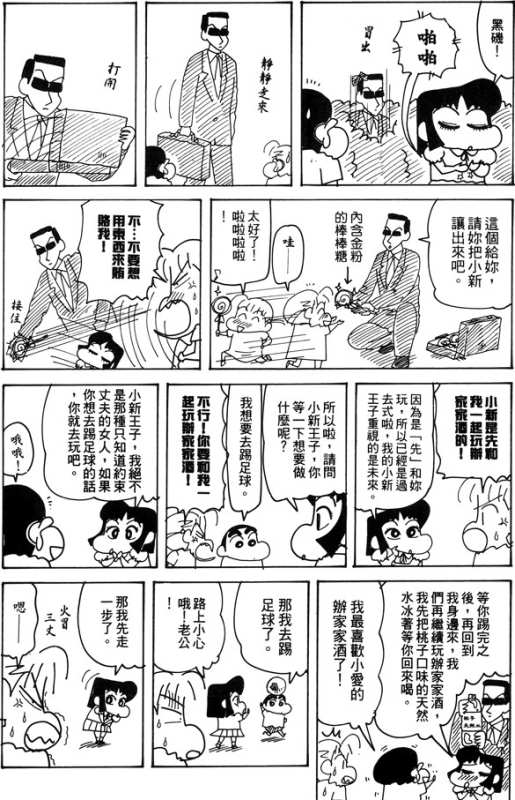 黑磯！
啪啪
冒出
靜靜走來
打開
這個給妳，
請妳把小新
讓出來吧。
內含金粉
的棒棒糖
哇——
太好了！
啦啦啦啦
！
不…不要想
用東西來賄
賂我！
接住
小新是先和
我一起玩辦
家家酒的！
因為是「先」和妳
玩，所以已經是過
去式啦，我的小新
王子重視的是未來。
所以啦，請問
小新王子，你
等一下想要做
什麼呢？
我想要去踢足球。
不行！你要和我一
起玩辦家家酒！
小新王子，我絕不
是那種只知道約束
丈夫的女人，如果
你想去踢足球的話
，你就去玩吧。
哦哦！
等你踢完之
後，再回到
我身邊來，我
們再繼續玩辦家家酒，
我先把桃子口味的天然
水冰著等你回來喝。
桃子
我最喜歡小愛的
辦家家酒了！
那我去踢
足球了。
路上小心
哦！老公
！
那我先走
一步了。
火冒
三丈
嗯——